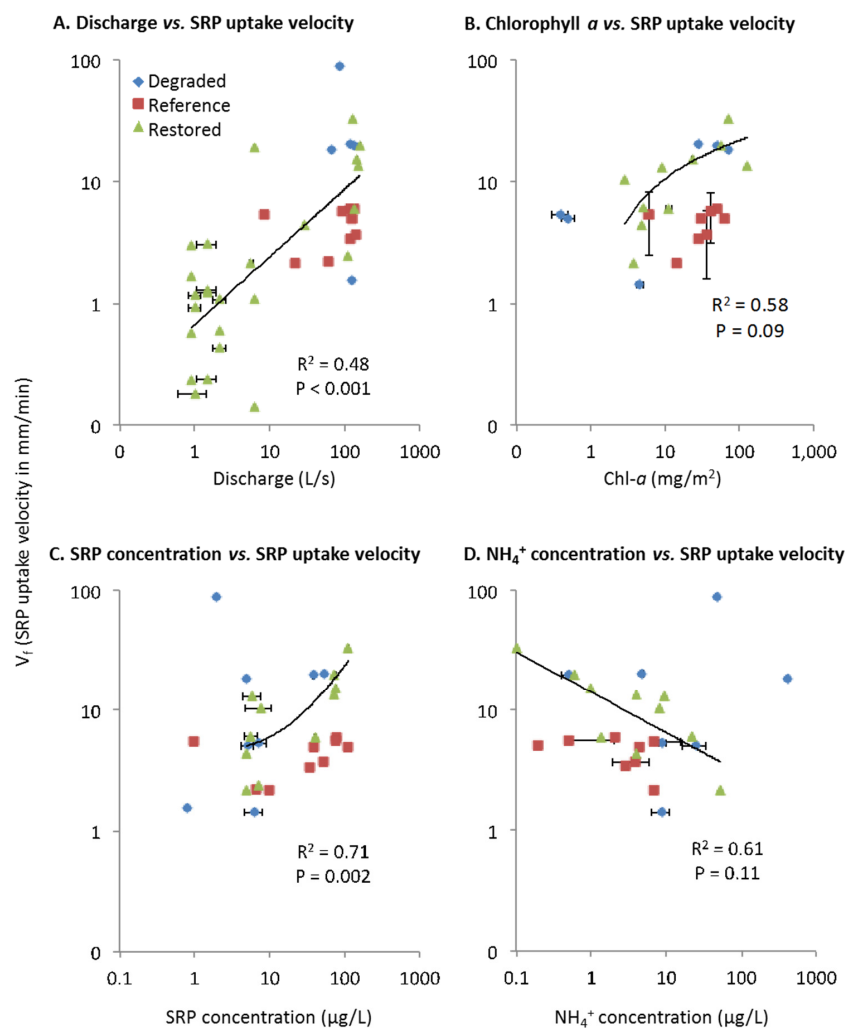 A. Discharge vs. SRP uptake velocity
B. Chlorophyll a vs. SRP uptake velocity
100
10
1
0
Degraded
Reference
Restored
R² = 0.48
P < 0.001
0 1 10 100 1000
Discharge (L/s)
100
10
1
0
R² = 0.58
P = 0.09
0 1 10 100 1,000
Chl-a (mg/m²)
Vf (SRP uptake velocity in mm/min)
C. SRP concentration vs. SRP uptake velocity
D. NH₄⁺ concentration vs. SRP uptake velocity
100
10
1
0
R² = 0.71
P = 0.002
0.1 1 10 100 1000
SRP concentration (µg/L)
100
10
1
0
R² = 0.61
P = 0.11
0.1 1 10 100 1000
NH₄⁺ concentration (µg/L)